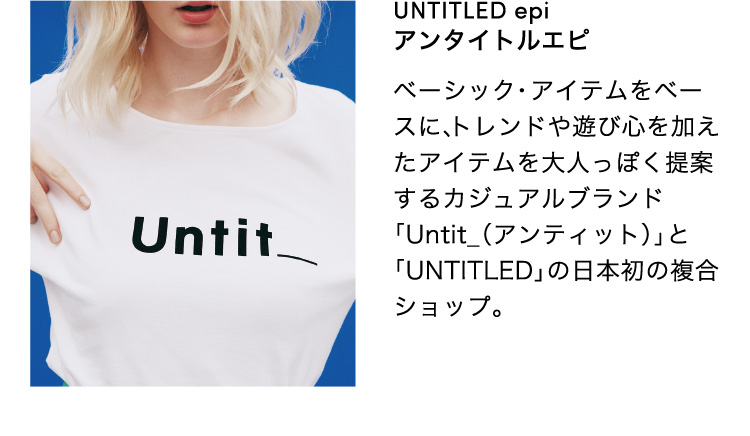 Untit_
UNTITLED epi
アンタイトルエピ
ベーシック・アイテムをベー
スに、トレンドや遊び心を加え
たアイテムを大人っぽく提案
するカジュアルブランド
「Untit_(アンティット)」と
「UNTITLED」の日本初の複合
ショップ。